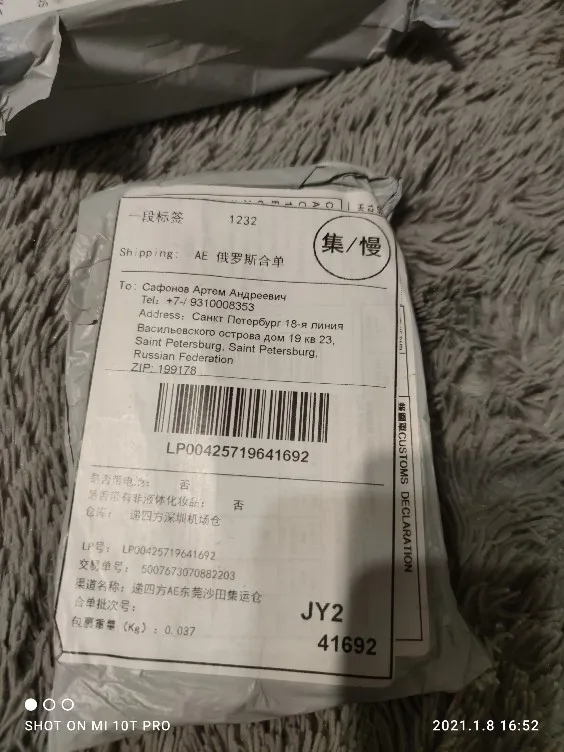 一段标签 1232
集/慢
Shipping: AE 俄罗斯合单
To: Сафонов Артем Андреевич
Tel: +7-/ 9310008353
Address: Санкт Петербург 18-я линия
Васильевского острова дом 19 кв 23,
Saint Petersburg, Saint Petersburg,
Russian Federation
ZIP: 199178
LP00425719641692
是否带电池: 否
是否带有非液体化妆品: 否
仓库: 递四方深圳机场仓
LP号: LP00425719641692
交易单号: 5007673070882203
渠道名称: 递四方AE东莞沙田集运仓
合单批次号:
包裹重量 (Kg): 0.037
JY2
41692
CUSTOMS DECLARATION
SHOT ON MI 10T PRO
2021.1.8 16:52